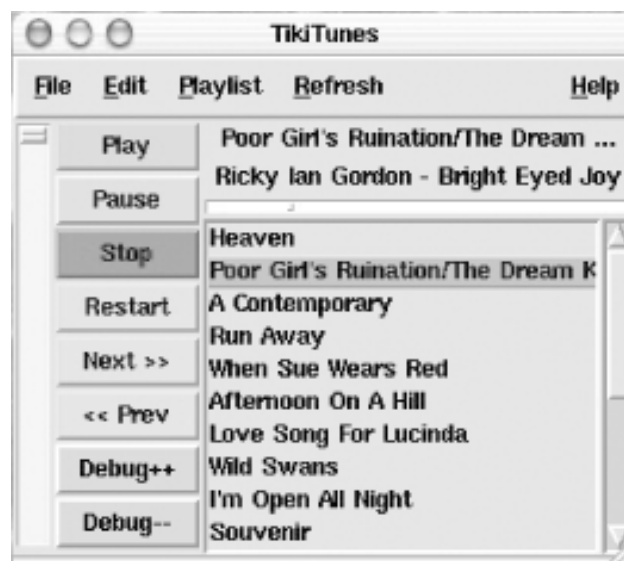 TikiTunes
File Edit Playlist Refresh Help
Play
Pause
Stop
Restart
Next >>
<< Prev
Debug++
Debug--
Poor Girl's Ruination/The Dream ...
Ricky Ian Gordon - Bright Eyed Joy
Heaven
Poor Girl's Ruination/The Dream K
A Contemporary
Run Away
When Sue Wears Red
Afternoon On A Hill
Love Song For Lucinda
Wild Swans
I'm Open All Night
Souvenir